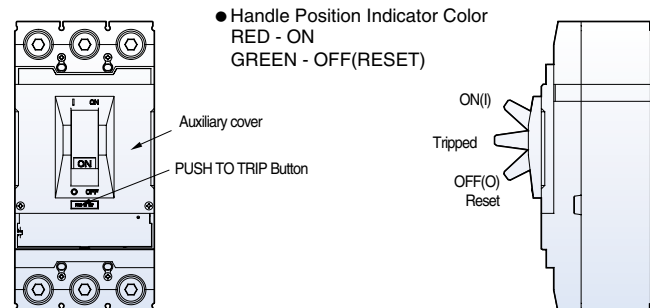 ● Handle Position Indicator Color
RED - ON
GREEN - OFF(RESET)
I ON
ON
O OFF
Auxiliary cover
PUSH TO TRIP Button
ON(I)
Tripped
OFF(O)
Reset